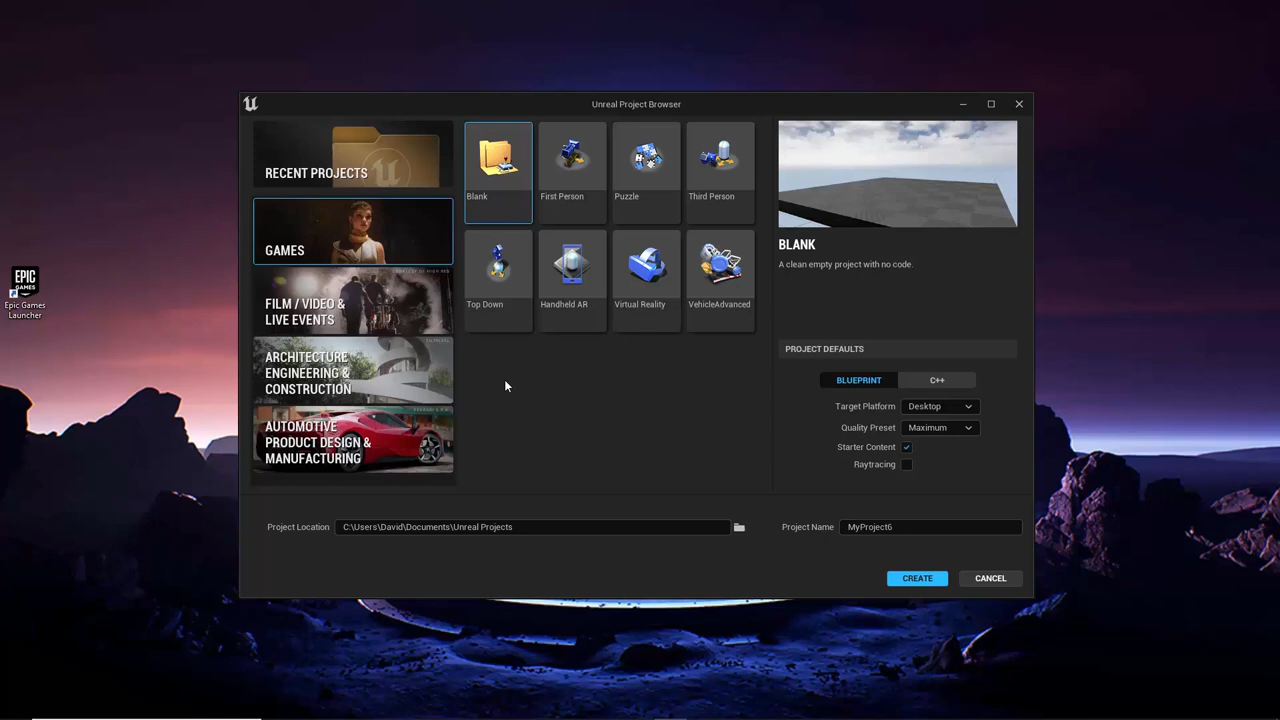 Unreal Project Browser
RECENT PROJECTS
GAMES
FILM / VIDEO &
LIVE EVENTS
ARCHITECTURE
ENGINEERING &
CONSTRUCTION
AUTOMOTIVE
PRODUCT DESIGN &
MANUFACTURING
Blank
First Person
Puzzle
Third Person
Top Down
Handheld AR
Virtual Reality
VehicleAdvanced
BLANK
A clean empty project with no code.
PROJECT DEFAULTS
BLUEPRINT
C++
Target Platform
Desktop
Quality Preset
Maximum
Starter Content
Raytracing
Project Location
C:\Users\David\Documents\Unreal Projects
Project Name
MyProject6
CREATE
CANCEL
EPIC
GAMES
Epic Games
Launcher